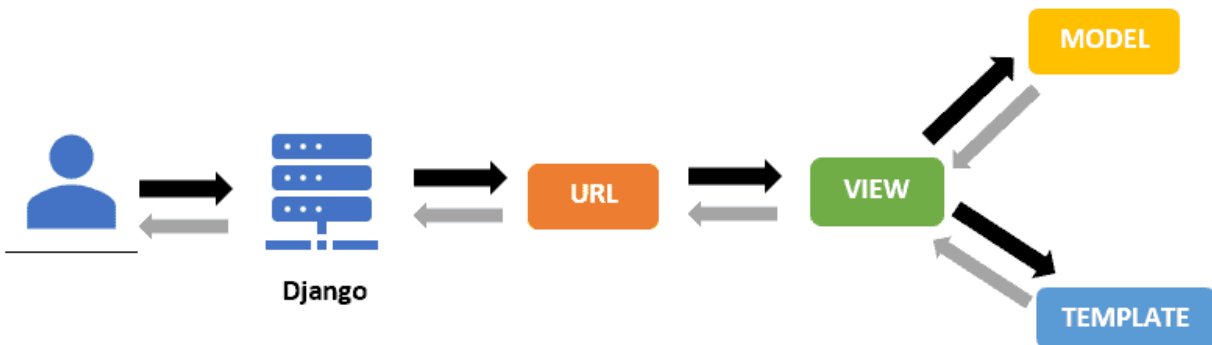 MODEL
URL
VIEW
Django
TEMPLATE